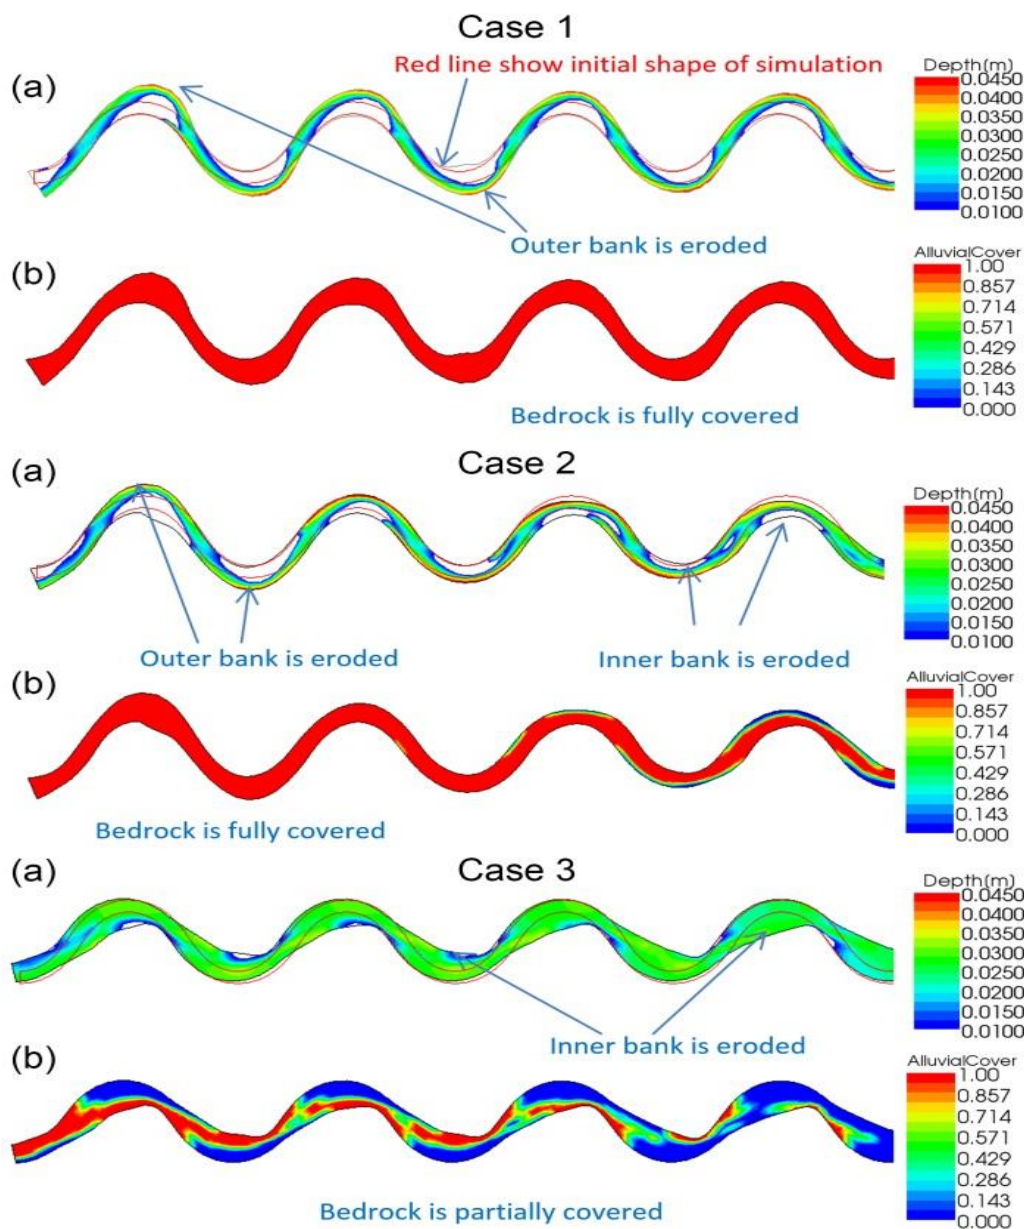 Case 1
(a)
Red line show initial shape of simulation
Depth(m)
0.0450
0.0400
0.0350
0.0300
0.0250
0.0200
0.0150
0.0100
Outer bank is eroded
(b)
AlluvialCover
1.00
0.857
0.714
0.571
0.429
0.286
0.143
0.000
Bedrock is fully covered
Case 2
(a)
Depth(m)
0.0450
0.0400
0.0350
0.0300
0.0250
0.0200
0.0150
0.0100
Outer bank is eroded
Inner bank is eroded
(b)
AlluvialCover
1.00
0.857
0.714
0.571
0.429
0.286
0.143
0.000
Bedrock is fully covered
Case 3
(a)
Depth(m)
0.0450
0.0400
0.0350
0.0300
0.0250
0.0200
0.0150
0.0100
Inner bank is eroded
(b)
AlluvialCover
1.00
0.857
0.714
0.571
0.429
0.286
0.143
0.000
Bedrock is partially covered